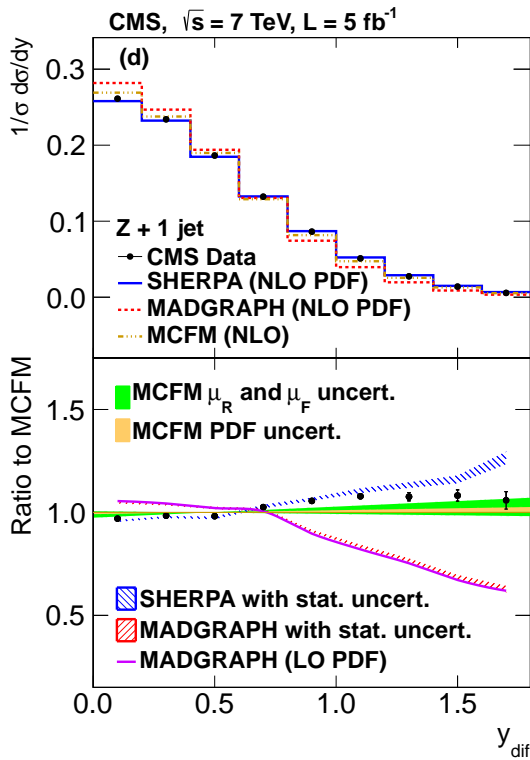 CMS, √s = 7 TeV, L = 5 fb⁻¹
(d)
1/σ dσ/dy
0.3
0.2
0.1
0.0
Z + 1 jet
CMS Data
SHERPA (NLO PDF)
MADGRAPH (NLO PDF)
MCFM (NLO)
Ratio to MCFM
1.5
1.0
0.5
MCFM μ_R and μ_F uncert.
MCFM PDF uncert.
SHERPA with stat. uncert.
MADGRAPH with stat. uncert.
MADGRAPH (LO PDF)
0.0 0.5 1.0 1.5
y_dif